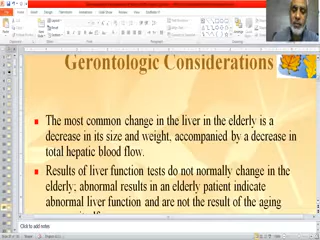 Gerontologic Considerations
The most common change in the liver in the elderly is a
decrease in its size and weight, accompanied by a decrease in
total hepatic blood flow.
Results of liver function tests do not normally change in the
elderly; abnormal results in an elderly patient indicate
abnormal liver function and are not the result of the aging
Click to add notes